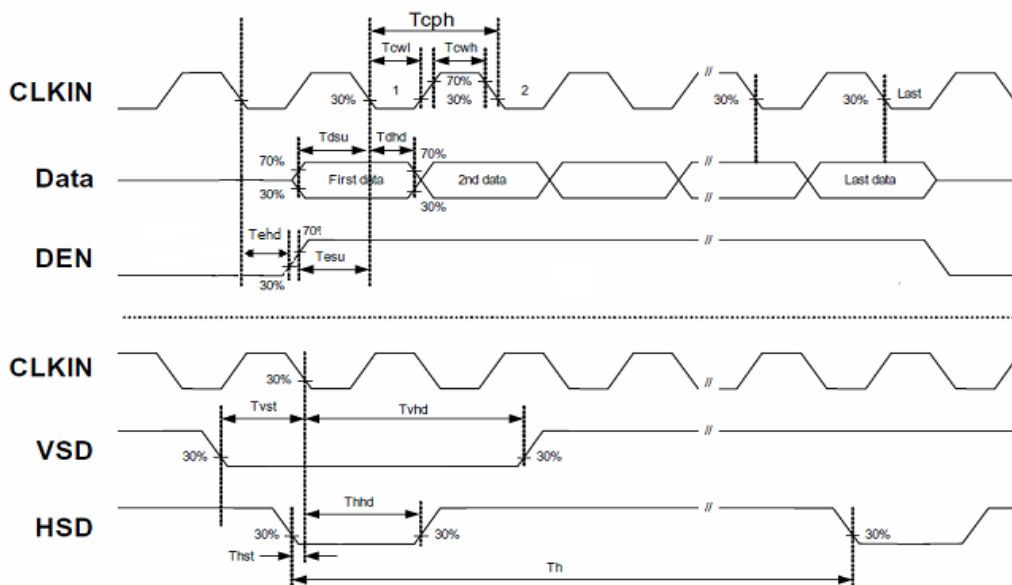 Tcph
Tcwl Tcwh
CLKIN 30% 1 70% 30% 2 // 30% 30% Last
Tdsu Tdhd
70% 70% //
Data First data 2nd data Last data
30% 30% //
Tehd 70%
DEN Tesu //
30%
CLKIN 30% //
Tvst Tvhd
//
VSD 30% 30%
Thhd //
HSD 30% 30% 30%
Thst Th